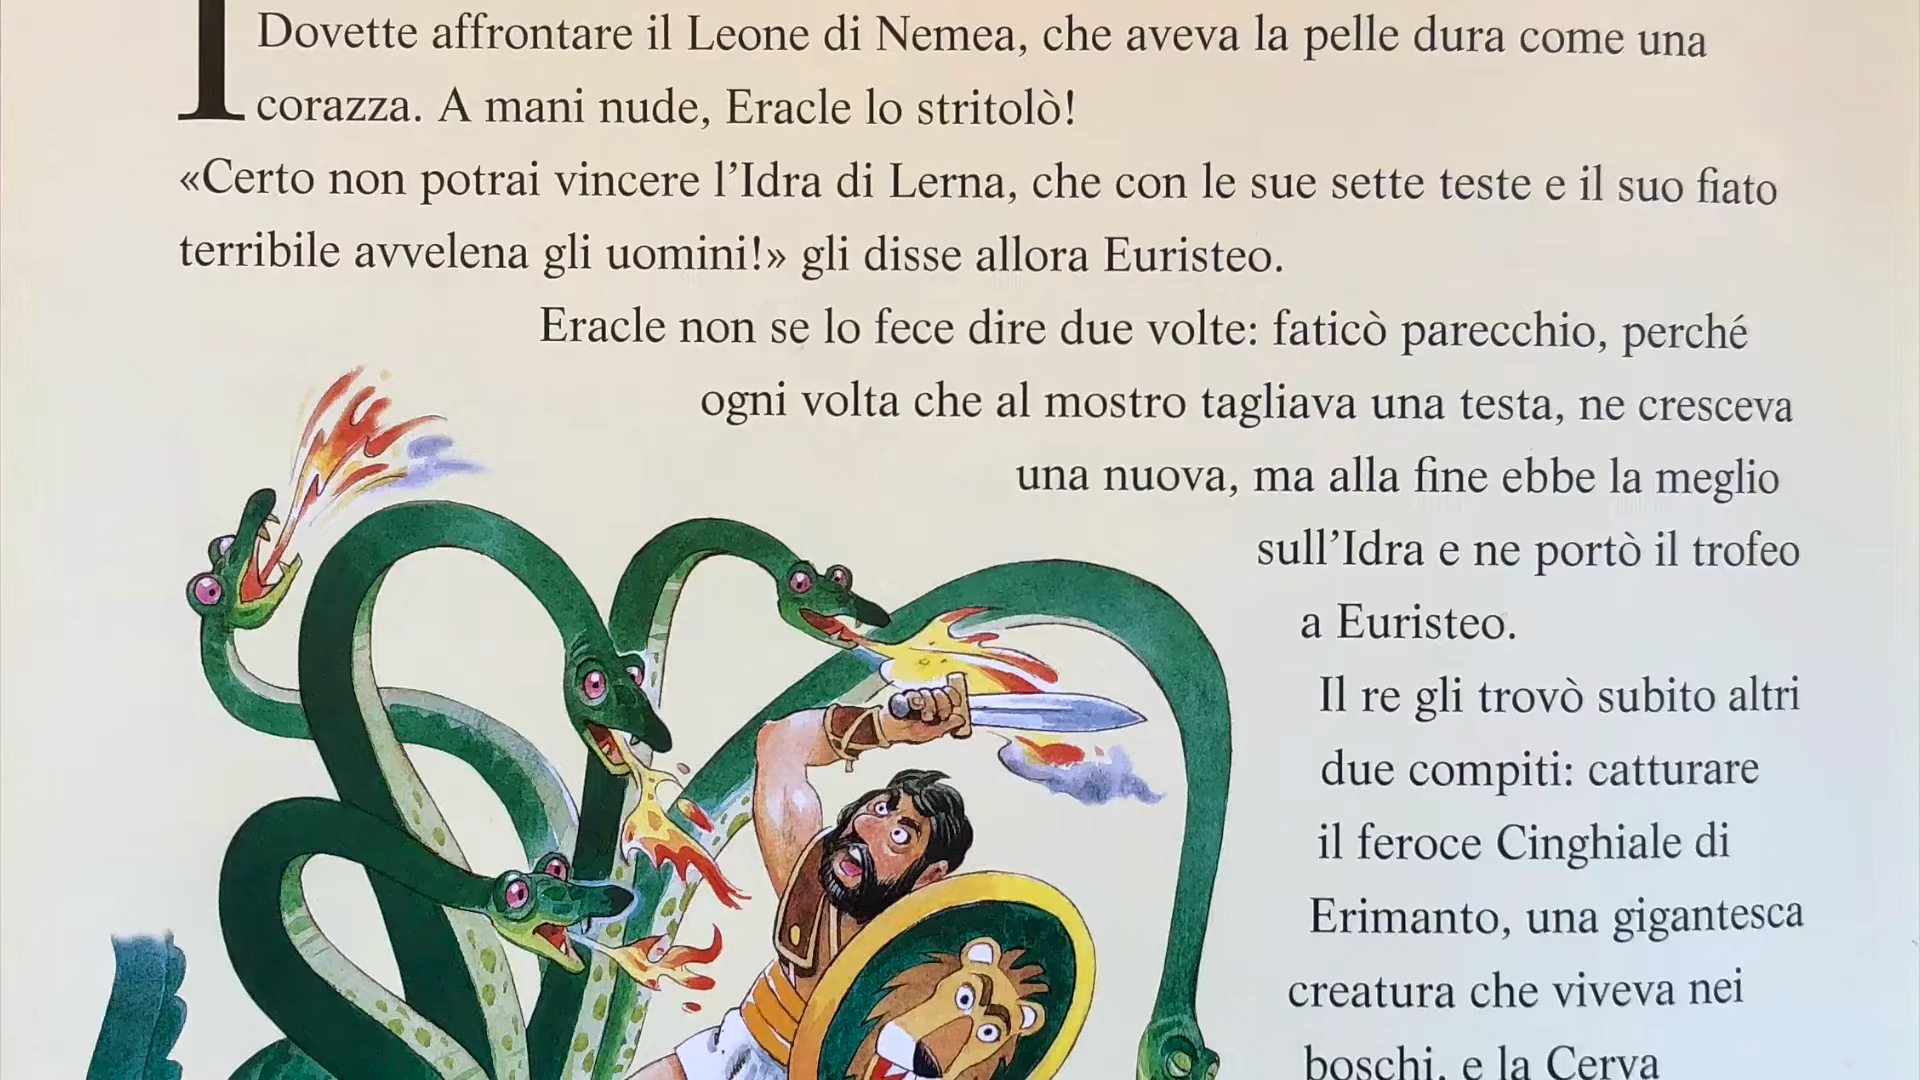 I Dovette affrontare il Leone di Nemea, che aveva la pelle dura come una
corazza. A mani nude, Eracle lo stritolò!
«Certo non potrai vincere l’Idra di Lerna, che con le sue sette teste e il suo fiato
terribile avvelena gli uomini!» gli disse allora Euristeo.
Eracle non se lo fece dire due volte: faticò parecchio, perché
ogni volta che al mostro tagliava una testa, ne cresceva
una nuova, ma alla fine ebbe la meglio
sull’Idra e ne portò il trofeo
a Euristeo.
Il re gli trovò subito altri
due compiti: catturare
il feroce Cinghiale di
Erimanto, una gigantesca
creatura che viveva nei
boschi, e la Cerva